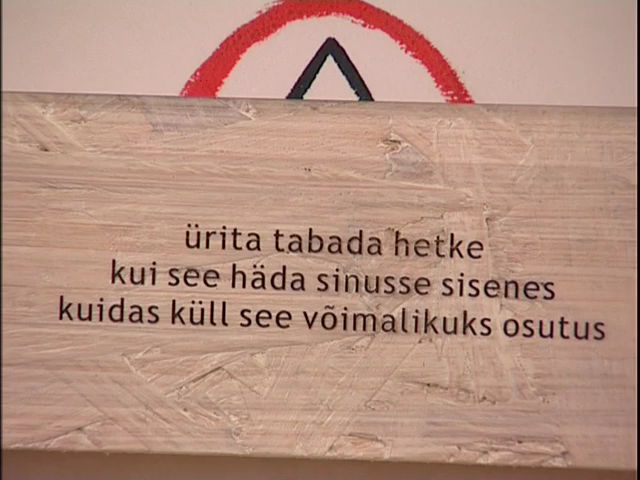 ürita tabada hetke
kui see häda sinusse sisenes
kuidas küll see võimalikuks osutus